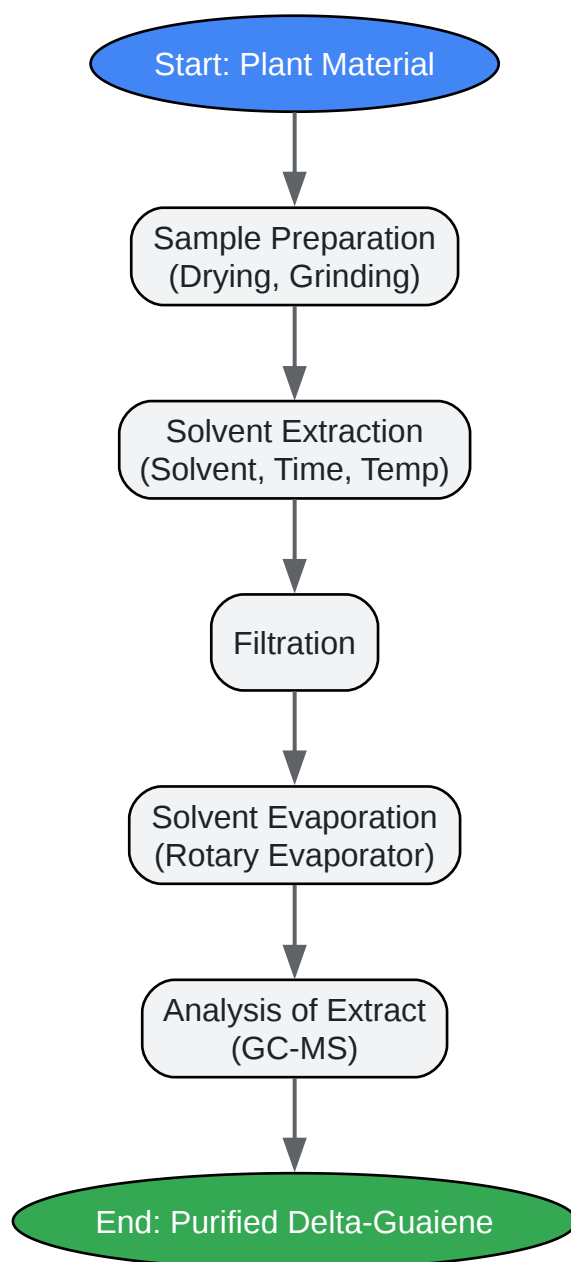 Start: Plant Material
Sample Preparation
(Drying, Grinding)
Solvent Extraction
(Solvent, Time, Temp)
Filtration
Solvent Evaporation
(Rotary Evaporator)
Analysis of Extract
(GC-MS)
End: Purified Delta-Guaiene